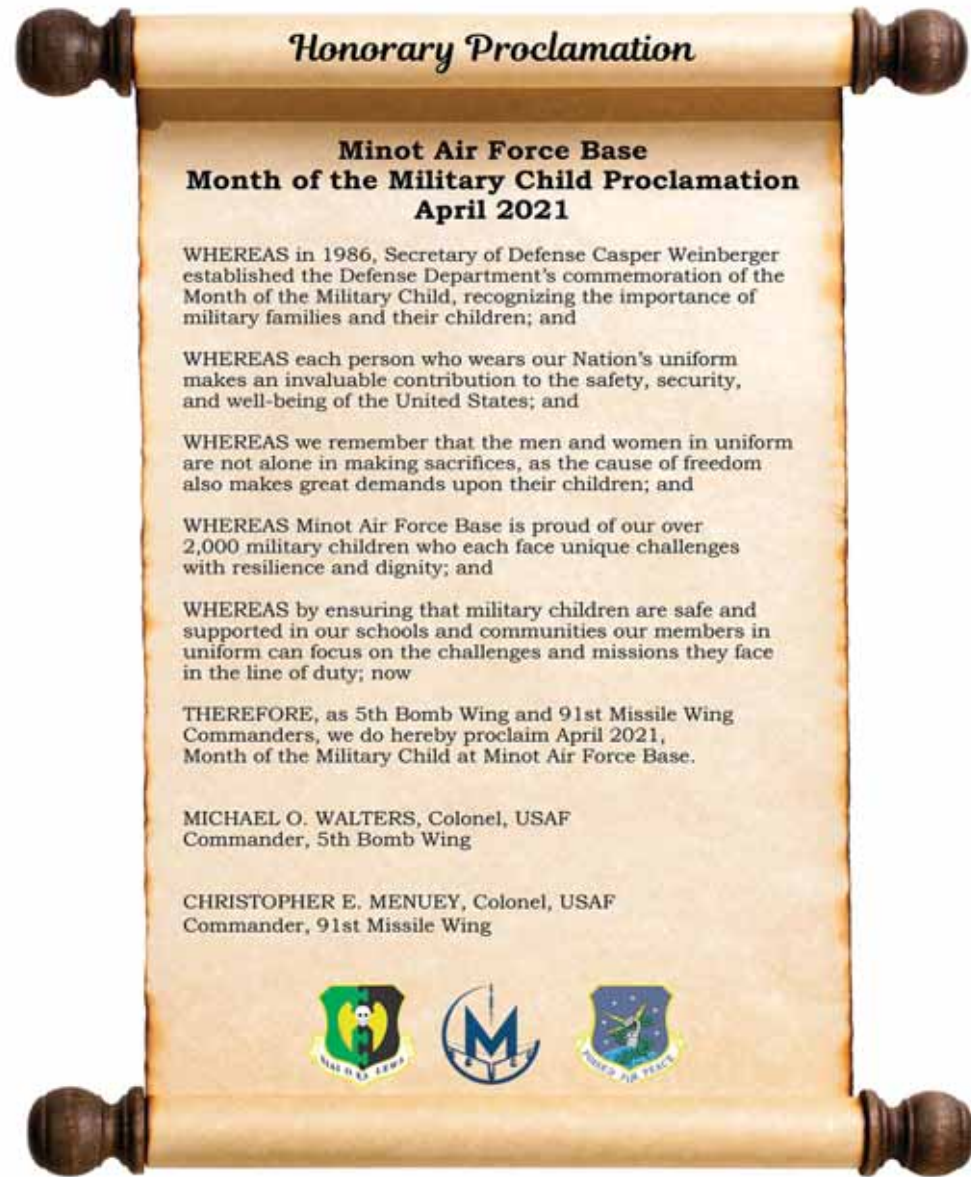 Honorary Proclamation
Minot Air Force Base
Month of the Military Child Proclamation
April 2021
WHEREAS in 1986, Secretary of Defense Casper Weinberger
established the Defense Department's commemoration of the
Month of the Military Child, recognizing the importance of
military families and their children; and
WHEREAS each person who wears our Nation's uniform
makes an invaluable contribution to the safety, security,
and well-being of the United States; and
WHEREAS we remember that the men and women in uniform
are not alone in making sacrifices, as the cause of freedom
also makes great demands upon their children; and
WHEREAS Minot Air Force Base is proud of our over
2,000 military children who each face unique challenges
with resilience and dignity; and
WHEREAS by ensuring that military children are safe and
supported in our schools and communities our members in
uniform can focus on the challenges and missions they face
in the line of duty; now
THEREFORE, as 5th Bomb Wing and 91st Missile Wing
Commanders, we do hereby proclaim April 2021,
Month of the Military Child at Minot Air Force Base.
MICHAEL O. WALTERS, Colonel, USAF
Commander, 5th Bomb Wing
CHRISTOPHER E. MENUEY, Colonel, USAF
Commander, 91st Missile Wing
M
POISED FOR PEACE